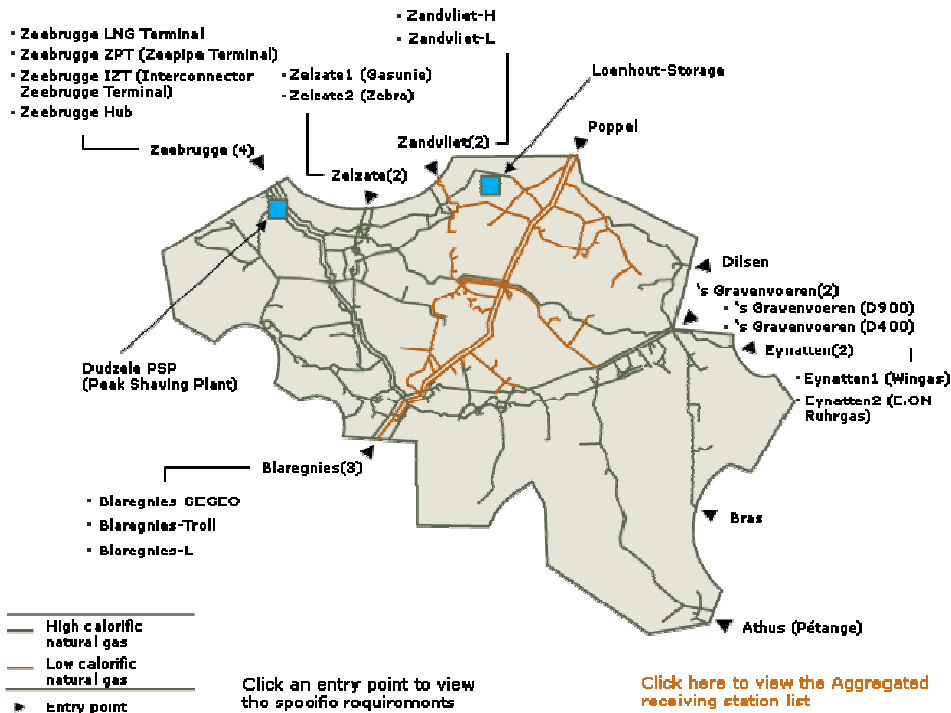 • Zeebrugge LNG Terminal
• Zeebrugge ZPT (Zeepipe Terminal)
• Zeebrugge IZT (Interconnector
Zeebrugge Terminal)
• Zeebrugge Hub
Zeebrugge (4)
• Zelzate1 (Gasunie)
• Zelzate2 (Zebra)
Zelzate(2)
• Zandvliet-H
• Zandvliet-L
Zandvliet(2)
Loenhout-Storage
Poppel
Dilsen
's Gravenvoeren(2)
• 's Gravenvoeren (D900)
• 's Gravenvoeren (D400)
Eynatten(2)
• Eynatten1 (Wingas)
• Eynatten2 (E.ON
Ruhrgas)
Dudzele PSP
(Peak Shaving Plant)
Blaregnies(3)
• Blaregnies SEGEO
• Blaregnies-Troll
• Blaregnies-L
Bras
Athus (Pétange)
High calorific
natural gas
Low calorific
natural gas
Entry point
Click an entry point to view
the specific requirements
Click here to view the Aggregated
receiving station list